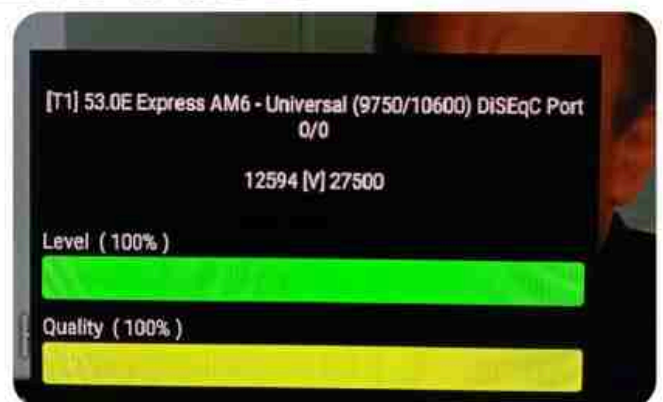 [T1] 53.0E Express AM6 - Universal (9750/10600) DiSEqC Port
0/0
12594 [V] 27500
Level ( 100% )
Quality ( 100% )